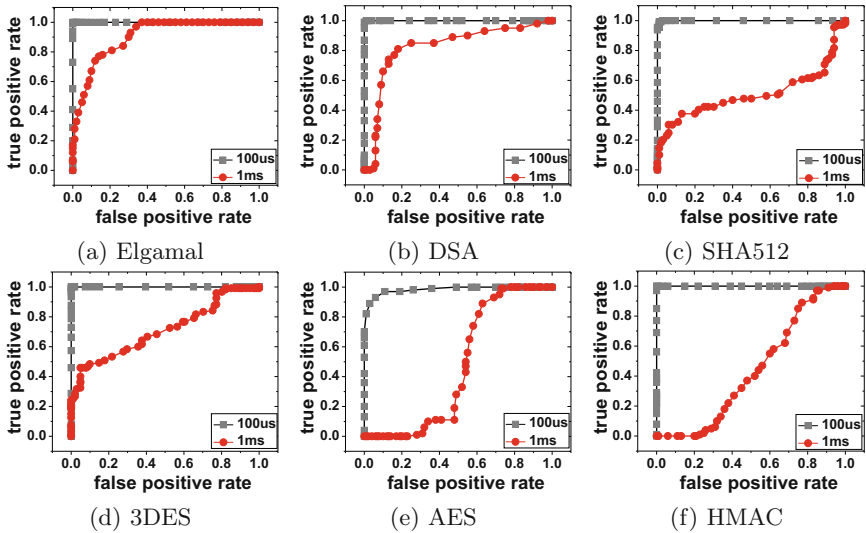 true positive rate
1.0
0.8
0.6
0.4
0.2
0.0
100us
1ms
0.0 0.2 0.4 0.6 0.8 1.0
false positive rate
(a) Elgamal
true positive rate
1.0
0.8
0.6
0.4
0.2
0.0
100us
1ms
0.0 0.2 0.4 0.6 0.8 1.0
false positive rate
(b) DSA
true positive rate
1.0
0.8
0.6
0.4
0.2
0.0
100us
1ms
0.0 0.2 0.4 0.6 0.8 1.0
false positive rate
(c) SHA512
true positive rate
1.0
0.8
0.6
0.4
0.2
0.0
100us
1ms
0.0 0.2 0.4 0.6 0.8 1.0
false positive rate
(d) 3DES
true positive rate
1.0
0.8
0.6
0.4
0.2
0.0
100us
1ms
0.0 0.2 0.4 0.6 0.8 1.0
false positive rate
(e) AES
true positive rate
1.0
0.8
0.6
0.4
0.2
0.0
100us
1ms
0.0 0.2 0.4 0.6 0.8 1.0
false positive rate
(f) HMAC